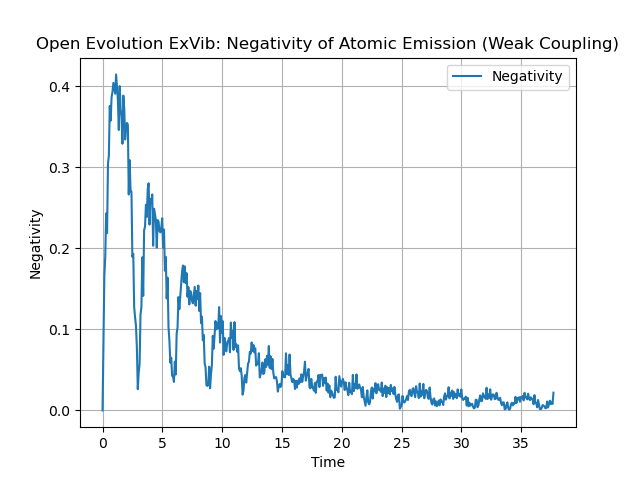 Open Evolution ExVib: Negativity of Atomic Emission (Weak Coupling)
Negativity
0.4
0.3
0.2
0.1
0.0
Negativity
0 5 10 15 20 25 30 35
Time